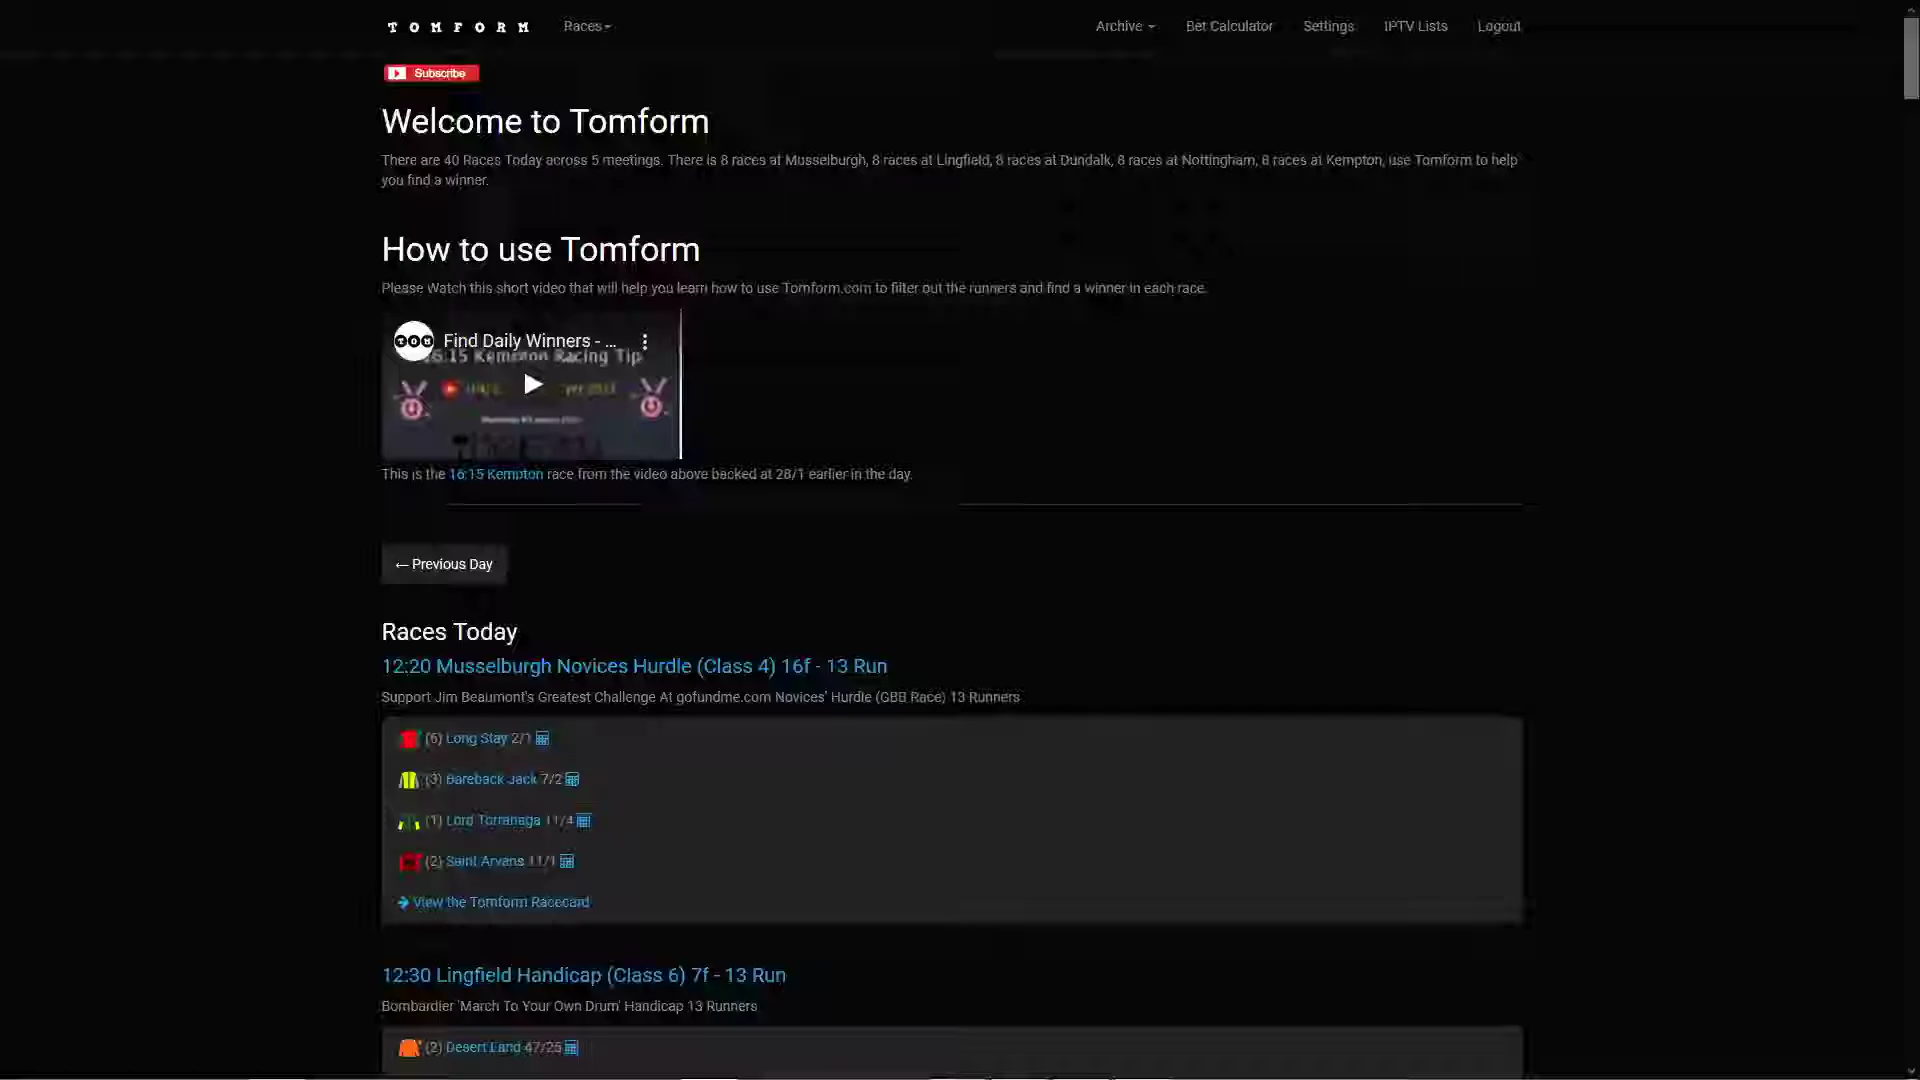 TOMFORM Races Archive Bet Calculator Settings IPTV Lists Logout
Subscribe
Welcome to Tomform
There are 40 Races Today across 5 meetings. There is 8 races at Musselburgh, 8 races at Lingfield, 8 races at Dundalk, 8 races at Nottingham, 8 races at Kempton, use Tomform to help
you find a winner.
How to use Tomform
Please Watch this short video that will help you learn how to use Tomform.com to filter out the runners and find a winner in each race.
TOM Find Daily Winners - ...
16:15 Kempton Racing Tip
This is the 16:15 Kempton race from the video above backed at 28/1 earlier in the day.
← Previous Day
Races Today
12:20 Musselburgh Novices Hurdle (Class 4) 16f - 13 Run
Support Jim Beaumont's Greatest Challenge At gofundme.com Novices' Hurdle (GBB Race) 13 Runners
(6) Long Stay 2/1
(3) Bareback Jack 7/2
(1) Lord Torranaga 11/4
(2) Saint Arvans 11/1
View the Tomform Racecard
12:30 Lingfield Handicap (Class 6) 7f - 13 Run
Bombardier 'March To Your Own Drum' Handicap 13 Runners
(2) Desert Land 47/25